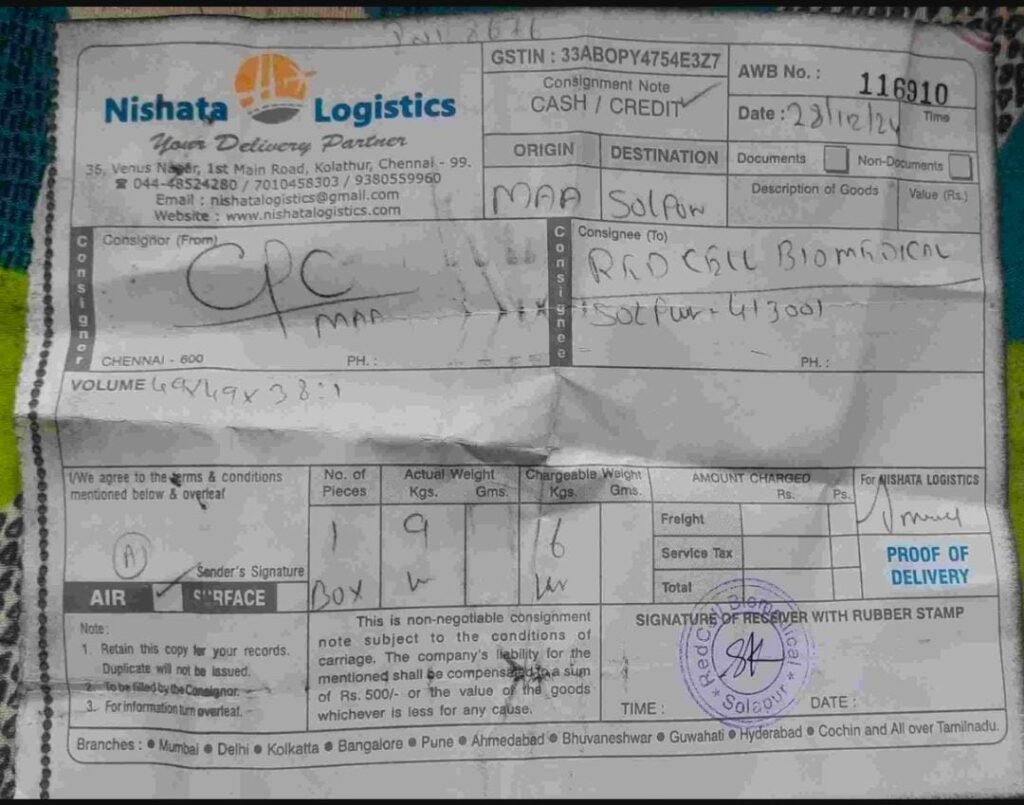 Nishata Logistics
Your Delivery Partner
35, Venus Nagar, 1st Main Road, Kolathur, Chennai - 99.
☎ 044-48524280 / 7010458303 / 9380559960
Email : nishatalogistics@gmail.com
Website : www.nishatalogistics.com
GSTIN : 33ABOPY4754E3Z7
Consignment Note
CASH / CREDIT ✓
AWB No. : 116910
Date : 28/12/24 Time
ORIGIN DESTINATION
MAA
Documents Non-Documents
Description of Goods Value (Rs.)
Consignor
Consignor (From)
CPC
MAA
CHENNAI - 600 PH. :
Consignee
Consignee (To)
RED CELL BIOMEDICAL
Solpur - 413001
PH. :
VOLUME 49x49x38:1
I/We agree to the terms & conditions
mentioned below & overleaf
A
Sender's Signature
AIR ✓ SURFACE
No. of Pieces
1
BOX
Actual Weight
Kgs. Gms.
9
Chargeable Weight
Kgs. Gms.
16
AMOUNT CHARGED
Rs. Ps.
Freight
Service Tax
Total
For NISHATA LOGISTICS
PROOF OF
DELIVERY
Note :
1. Retain this copy for your records.
Duplicate will not be issued.
2. To be filled by the Consignor.
3. For information turn overleaf.
This is non-negotiable consignment
note subject to the conditions of
carriage. The company's liability for the
mentioned shall be compensated to a sum
of Rs. 500/- or the value of the goods
whichever is less for any cause.
SIGNATURE OF RECEIVER WITH RUBBER STAMP
RedCell Biomedical
★ Solapur ★
TIME : DATE :
Branches : ● Mumbai ● Delhi ● Kolkatta ● Bangalore ● Pune ● Ahmedabad ● Bhuvaneshwar ● Guwahati ● Hyderabad ● Cochin and All over Tamilnadu.